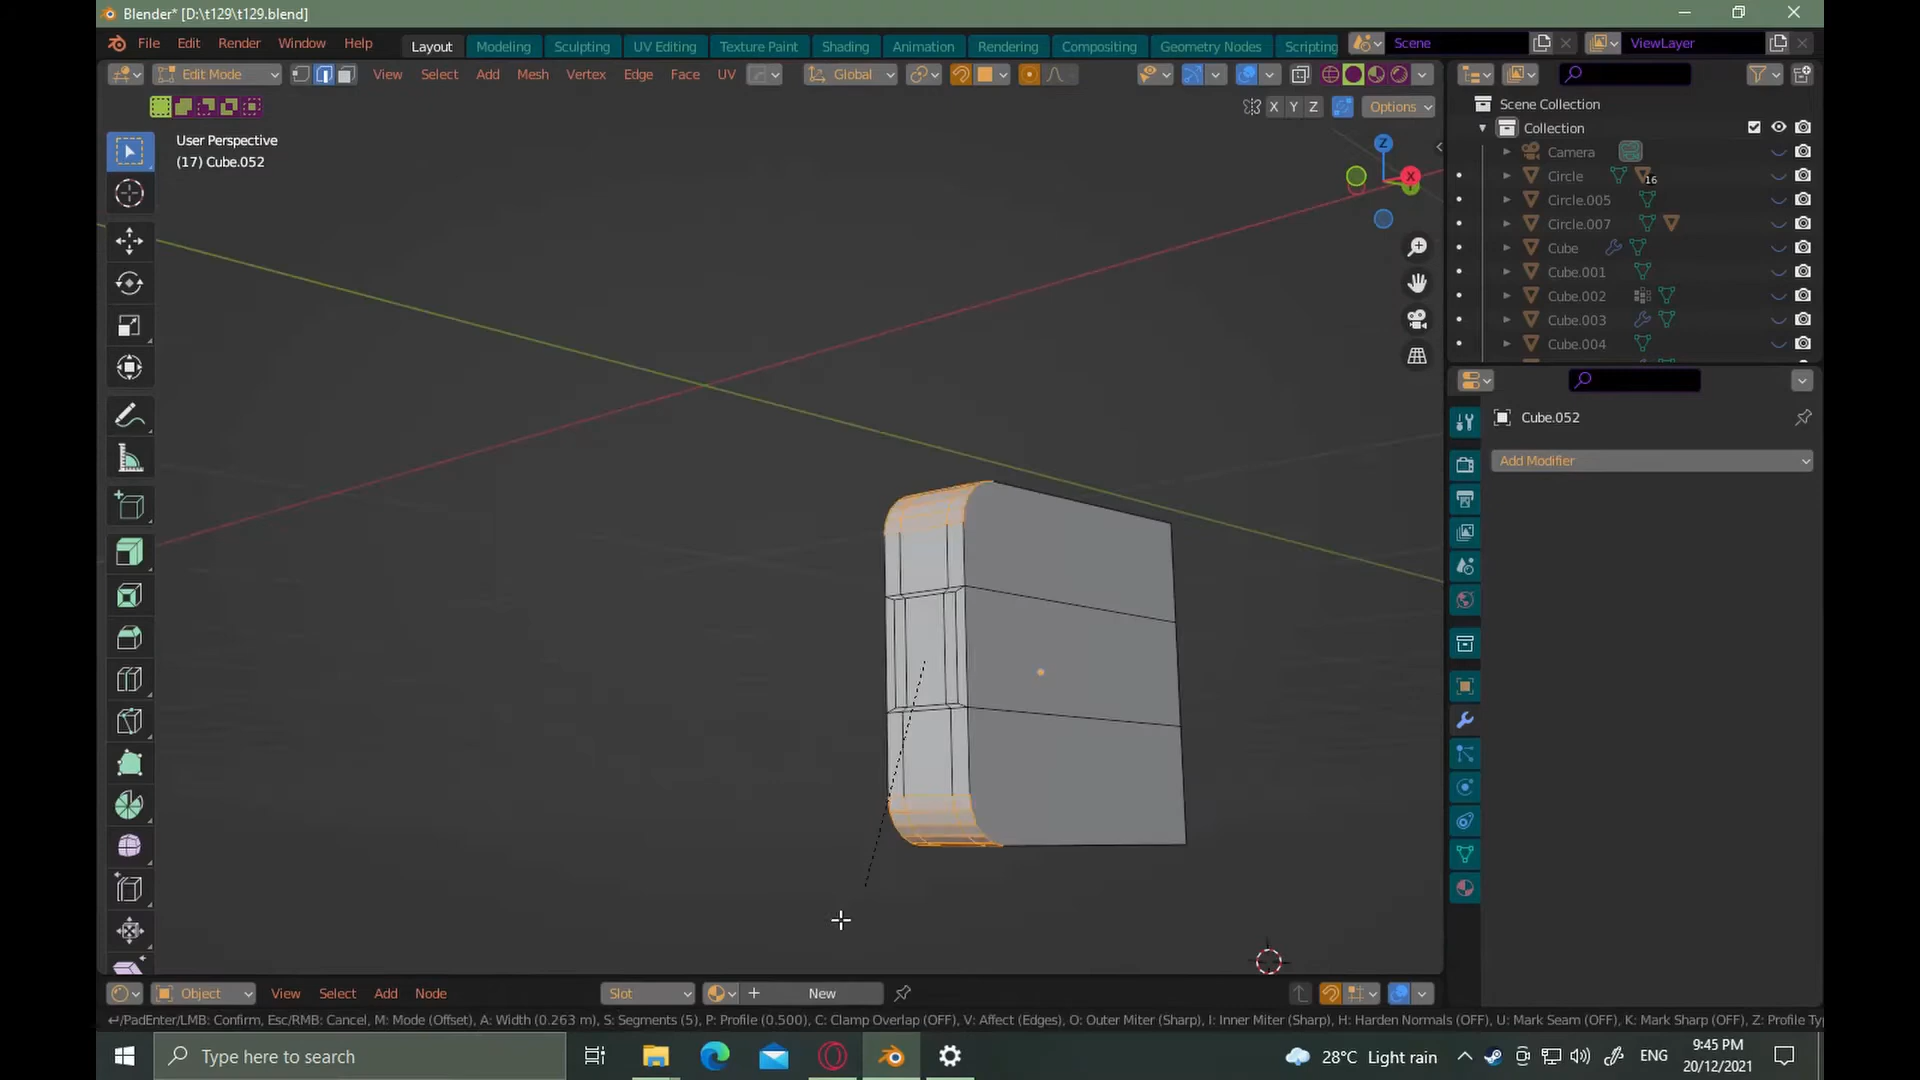 Blender* [D:\t129\t129.blend]
File Edit Render Window Help Layout Modeling Sculpting UV Editing Texture Paint Shading Animation Rendering Compositing Geometry Nodes Scripting Scene ViewLayer
Edit Mode View Select Add Mesh Vertex Edge Face UV Global
X Y Z Options
User Perspective
(17) Cube.052
Z
X
Scene Collection
Collection
Camera
Circle 16
Circle.005
Circle.007
Cube
Cube.001
Cube.002
Cube.003
Cube.004
Cube.052
Add Modifier
Object View Select Add Node Slot New
/PadEnter/LMB: Confirm, Esc/RMB: Cancel, M: Mode (Offset), A: Width (0.263 m), S: Segments (5), P: Profile (0.500), C: Clamp Overlap (OFF), V: Affect (Edges), O: Outer Miter (Sharp), I: Inner Miter (Sharp), H: Harden Normals (OFF), U: Mark Seam (OFF), K: Mark Sharp (OFF), Z: Profile Ty
Type here to search
28°C Light rain
ENG
9:45 PM
20/12/2021